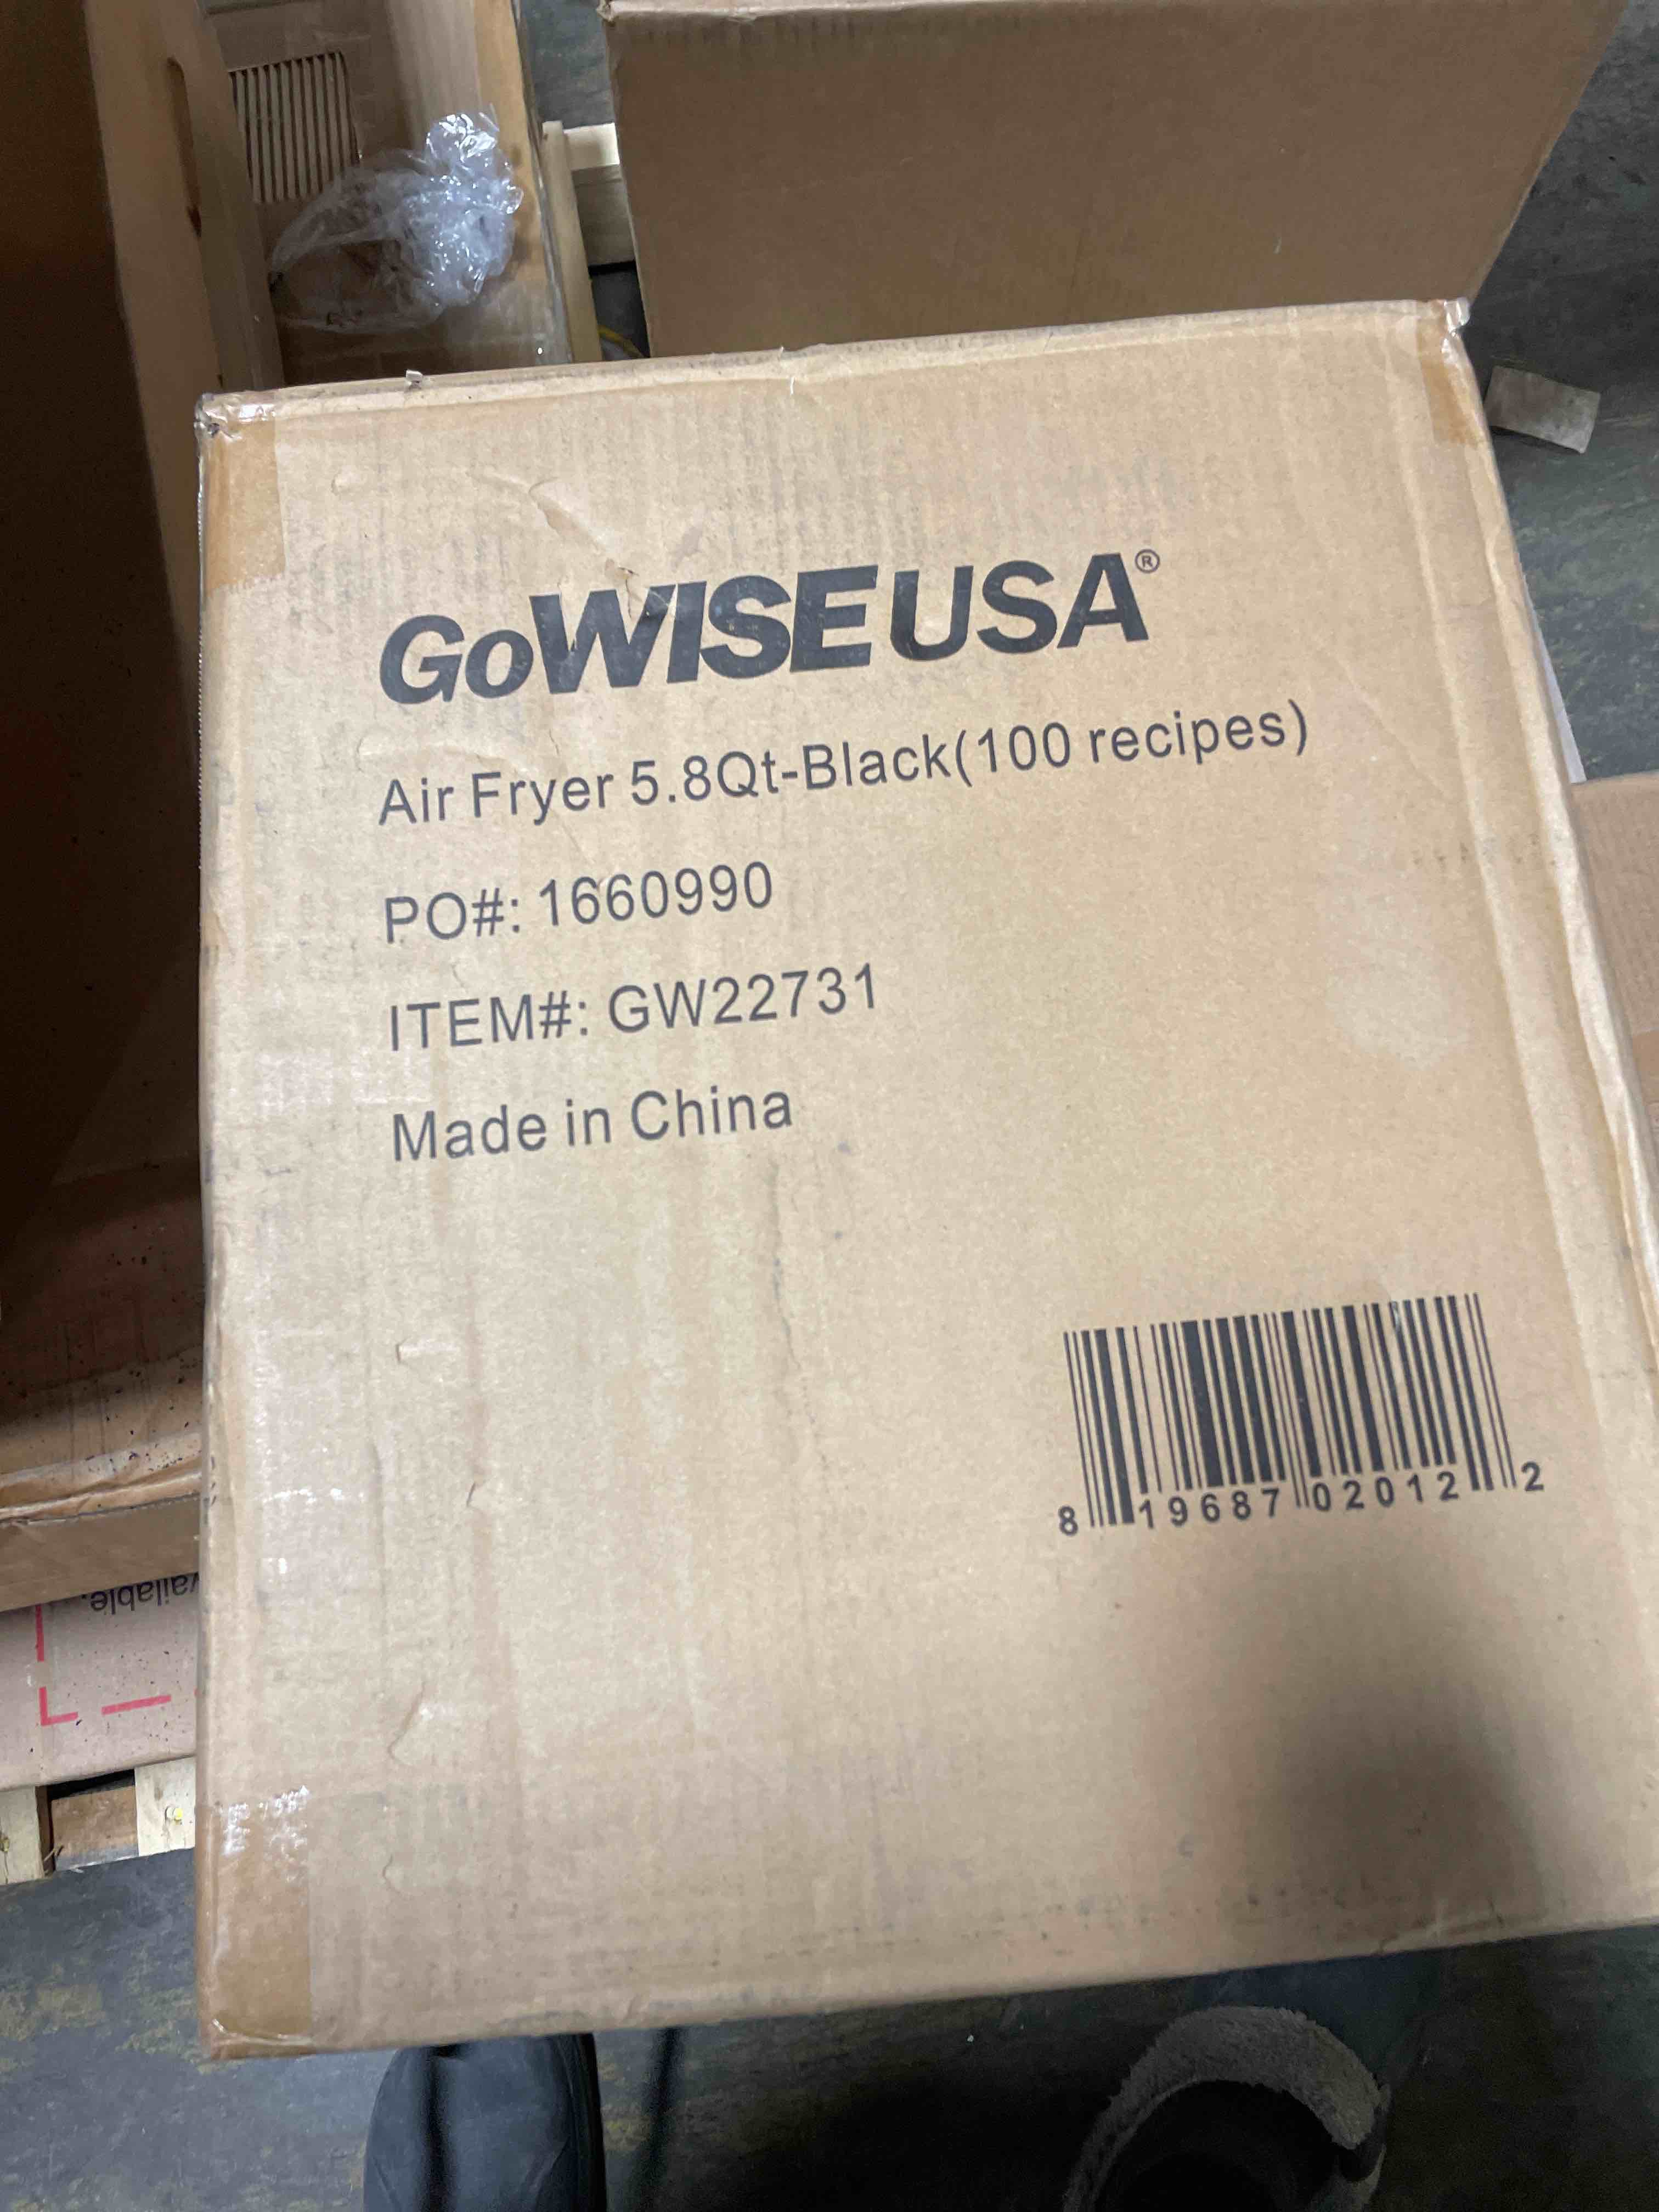 GoWISE USA®
Air Fryer 5.8Qt-Black(100 recipes)
PO#: 1660990
ITEM#: GW22731
Made in China
8 19687 02012 2